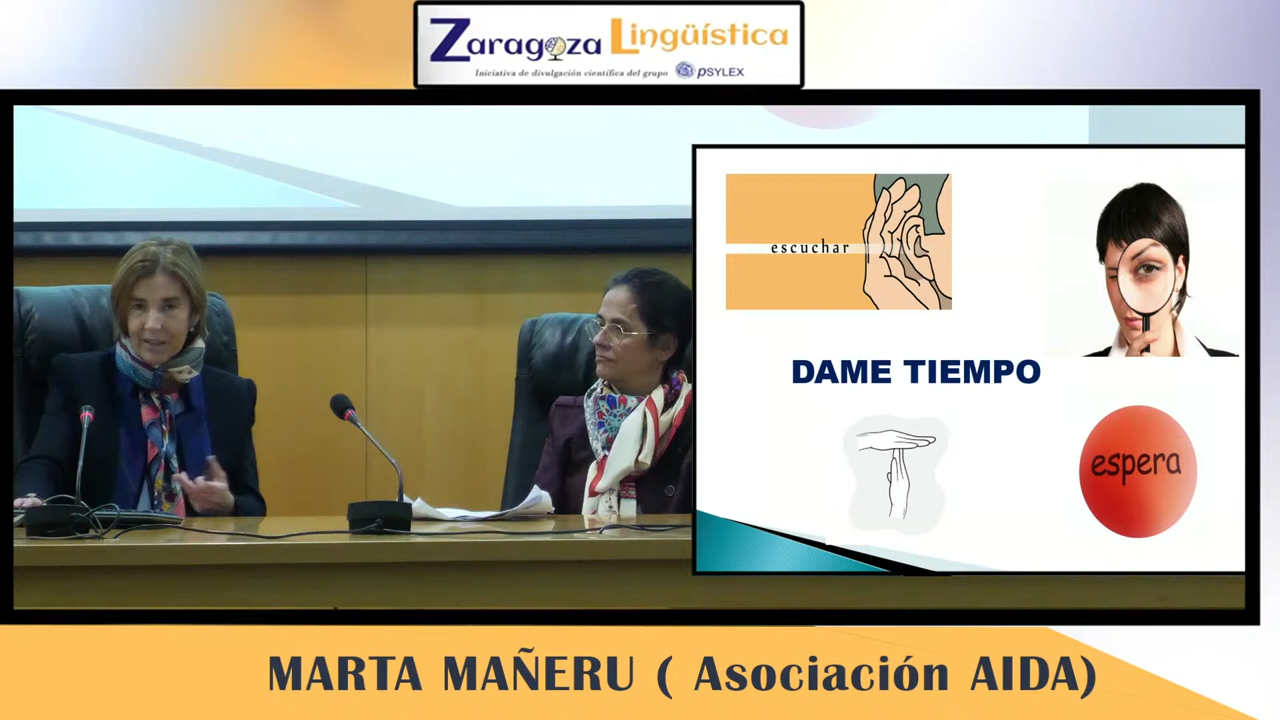 Zaragoza Lingüística
Iniciativa de divulgación científica del grupo PSYLEX
escuchar
DAME TIEMPO
espera
MARTA MAÑERU ( Asociación AIDA)